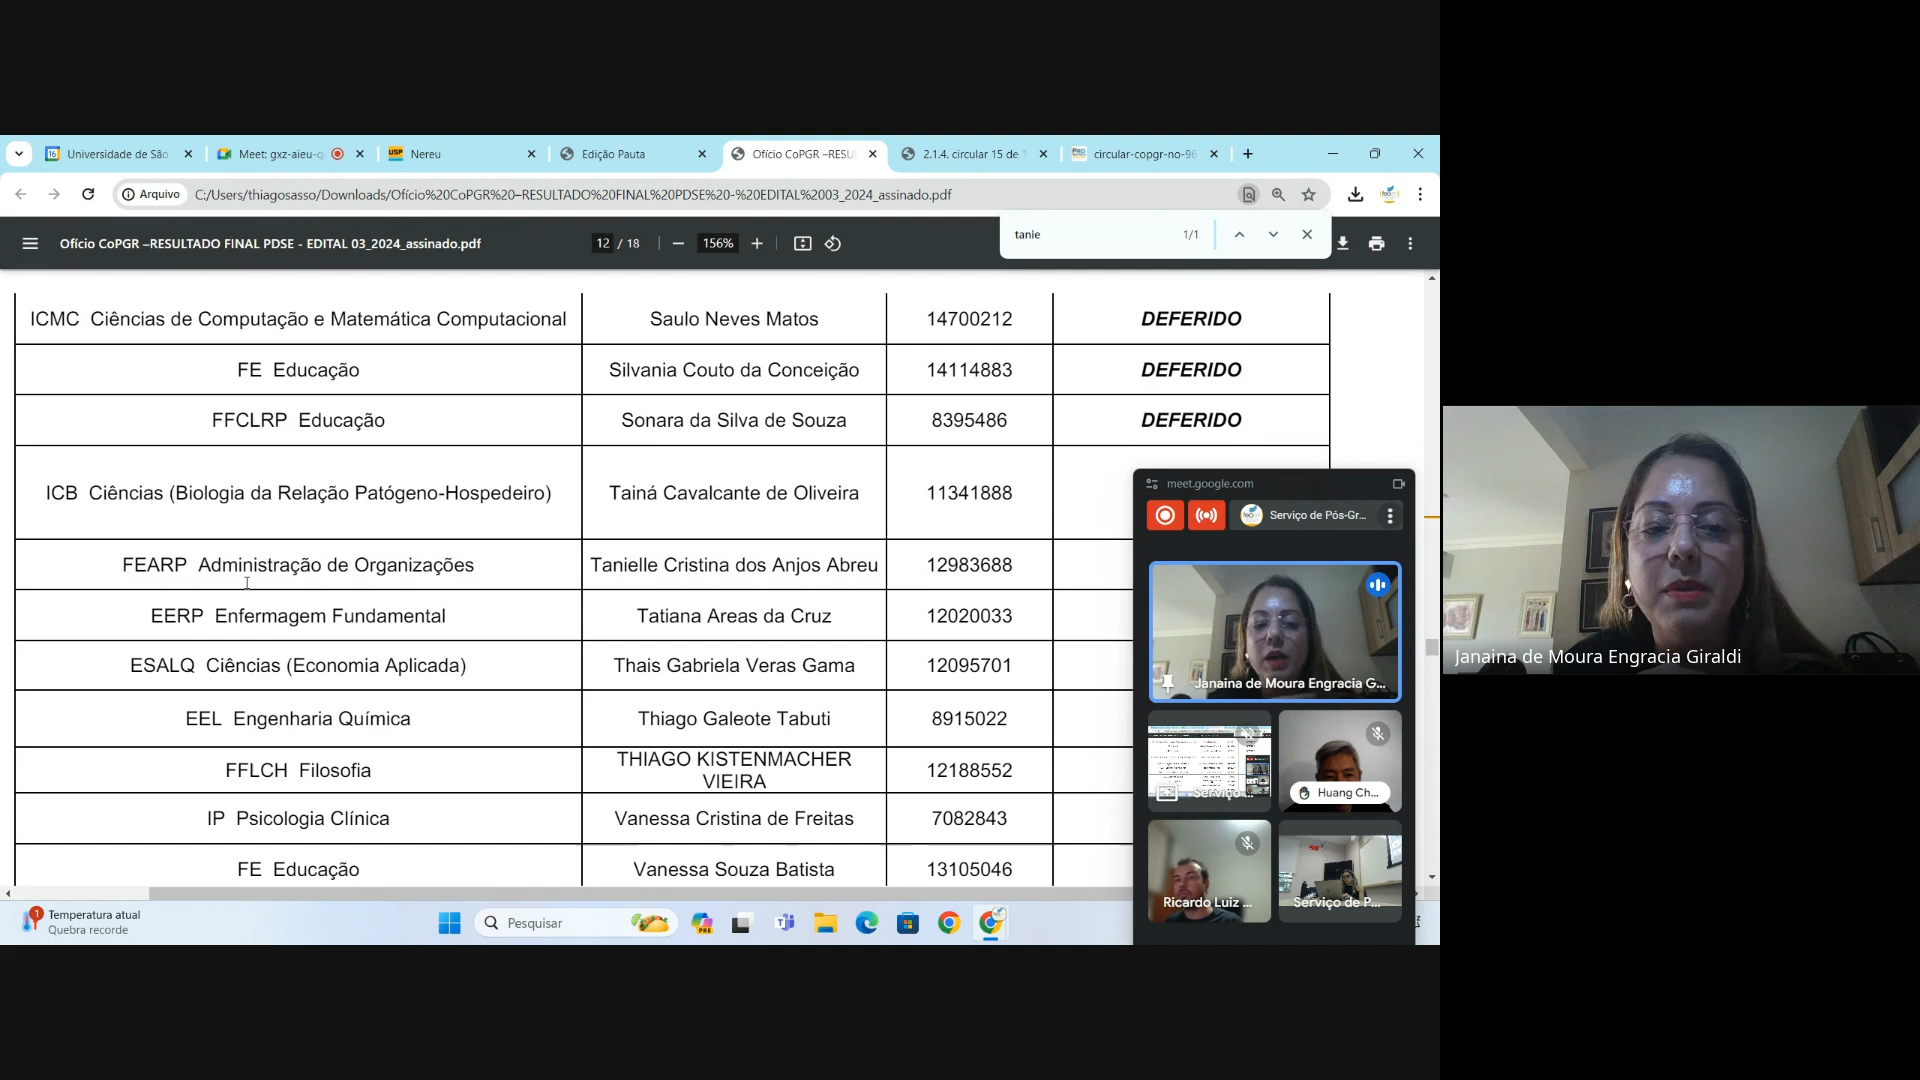 Universidade de São
Meet: gxz-aieu-q
Nereu
Edição Pauta
Ofício CoPGR –RESU
2.1.4. circular 15 de 1
circular-copgr-no-96
Arquivo
C:/Users/thiagosasso/Downloads/Ofício%20CoPGR%20–RESULTADO%20FINAL%20PDSE%20-%20EDITAL%2003_2024_assinado.pdf
tanie
1/1
Ofício CoPGR –RESULTADO FINAL PDSE - EDITAL 03_2024_assinado.pdf
12 / 18
156%
ICMC Ciências de Computação e Matemática Computacional Saulo Neves Matos 14700212 DEFERIDO
FE Educação Silvania Couto da Conceição 14114883 DEFERIDO
FFCLRP Educação Sonara da Silva de Souza 8395486 DEFERIDO
ICB Ciências (Biologia da Relação Patógeno-Hospedeiro) Tainá Cavalcante de Oliveira 11341888
FEARP Administração de Organizações Tanielle Cristina dos Anjos Abreu 12983688
EERP Enfermagem Fundamental Tatiana Areas da Cruz 12020033
ESALQ Ciências (Economia Aplicada) Thais Gabriela Veras Gama 12095701
EEL Engenharia Química Thiago Galeote Tabuti 8915022
FFLCH Filosofia THIAGO KISTENMACHER VIEIRA 12188552
IP Psicologia Clínica Vanessa Cristina de Freitas 7082843
FE Educação Vanessa Souza Batista 13105046
meet.google.com
Serviço de Pós-Gr...
Janaina de Moura Engracia G...
Serviço ...
Huang Ch...
Ricardo Luiz ...
Serviço de P...
Janaina de Moura Engracia Giraldi
Temperatura atual
Quebra recorde
Pesquisar